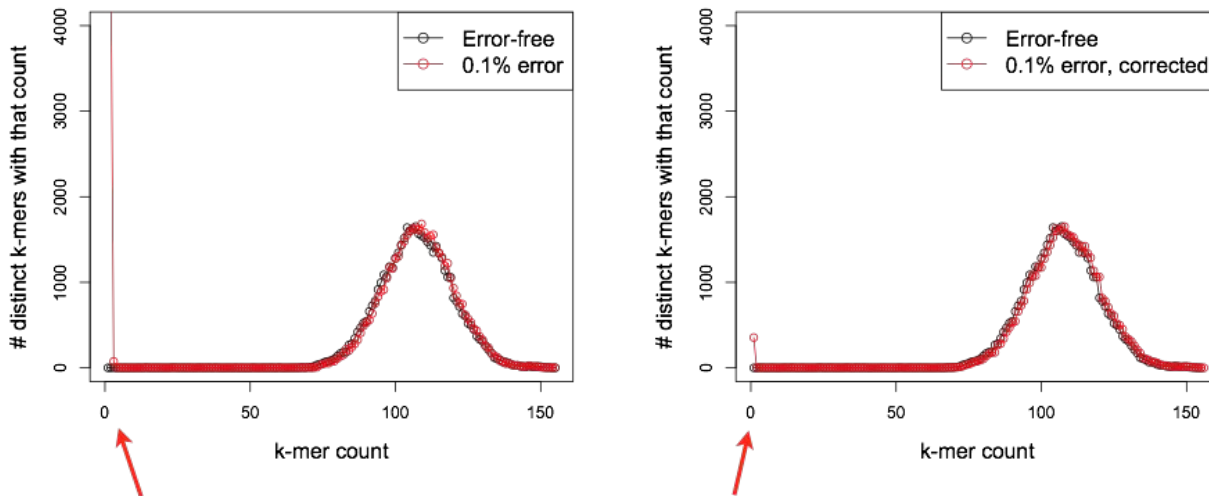 # distinct k-mers with that count
4000
3000
2000
1000
0
Error-free
0.1% error
0
50
100
150
k-mer count
# distinct k-mers with that count
4000
3000
2000
1000
0
Error-free
0.1% error, corrected
0
50
100
150
k-mer count